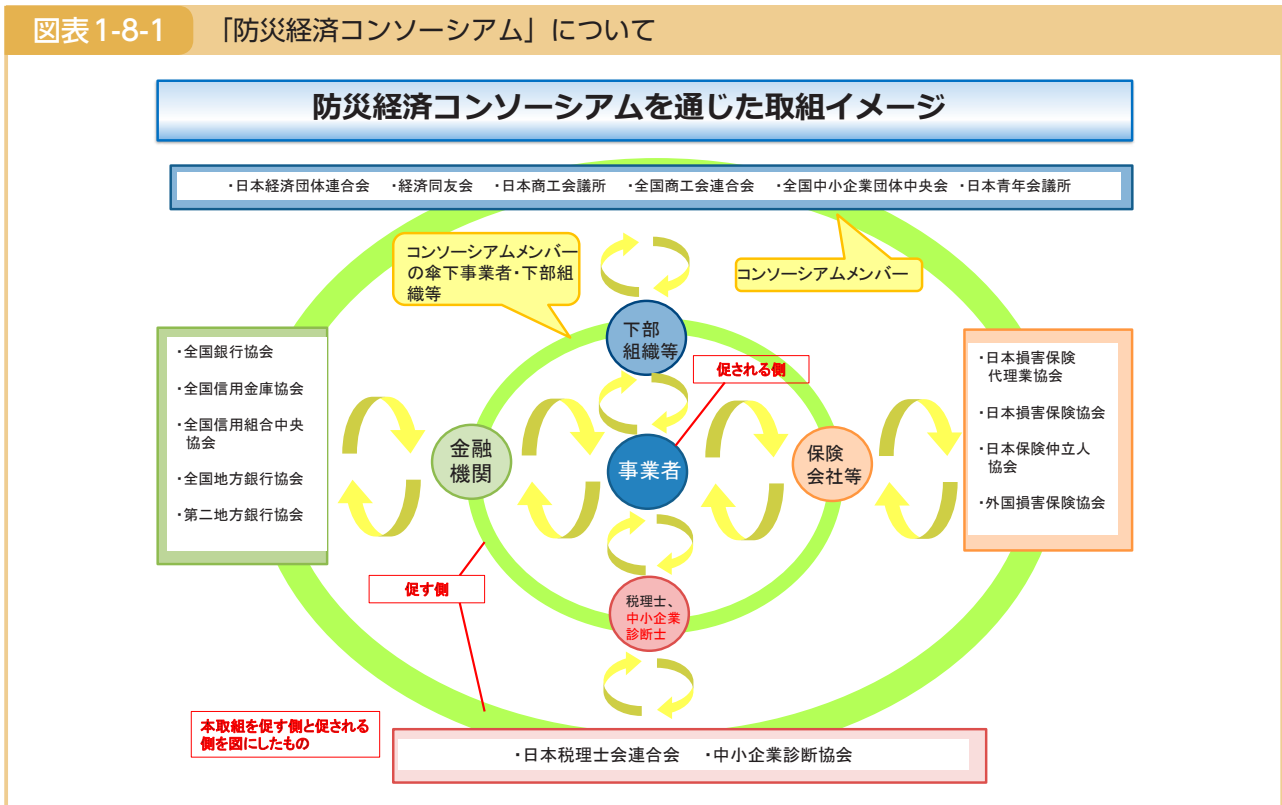 図表1-8-1 「防災経済コンソーシアム」について
防災経済コンソーシアムを通じた取組イメージ
・日本経済団体連合会 ・経済同友会 ・日本商工会議所 ・全国商工会連合会 ・全国中小企業団体中央会 ・日本青年会議所
コンソーシアムメンバー
の傘下事業者・下部組
織等
コンソーシアムメンバー
下部
組織等
促される側
・全国銀行協会
・全国信用金庫協会
・全国信用組合中央
協会
・全国地方銀行協会
・第二地方銀行協会
金融
機関
事業者
保険
会社等
・日本損害保険
代理業協会
・日本損害保険協会
・日本保険仲立人
協会
・外国損害保険協会
促す側
税理士、
中小企業
診断士
本取組を促す側と促される
側を図にしたもの
・日本税理士会連合会 ・中小企業診断協会